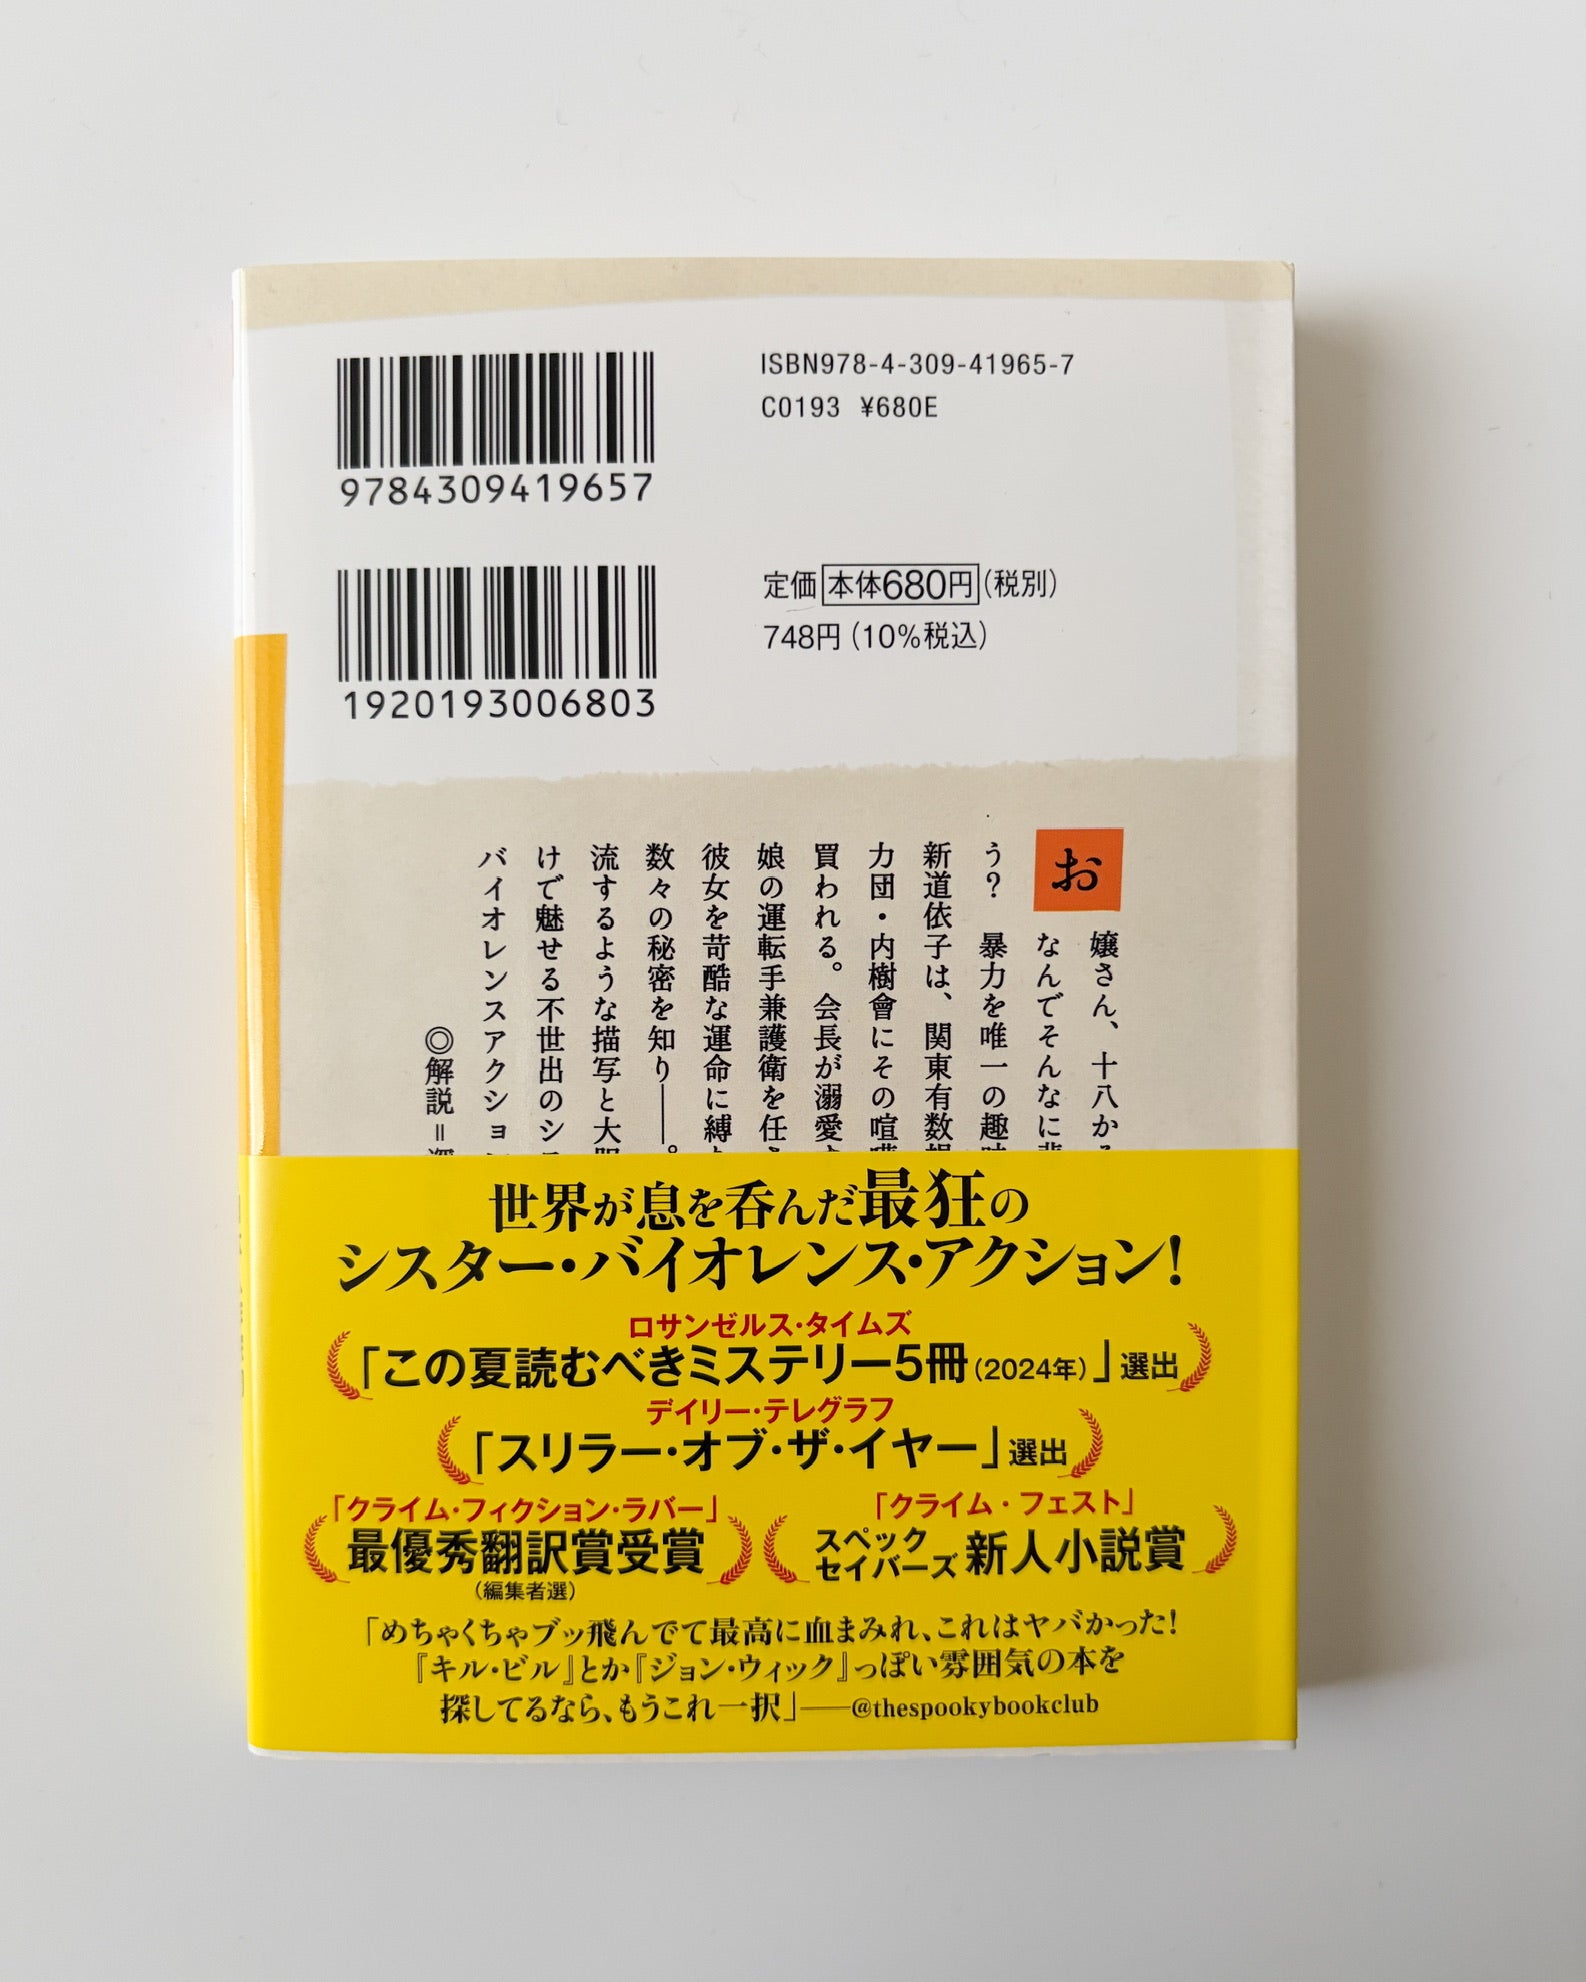 9784309419657
ISBN978-4-309-41965-7
C0193 ¥680E
1920193006803
定価 本体680円(税別)
748円(10%税込)
お
嬢さん、十八か
なんでそんなに
う? 暴力を唯一の趣
新道依子は、関東有数
力団・内樹會にその喧
買われる。会長が溺愛
娘の運転手兼護衛を任
彼女を苛酷な運命に縛
数々の秘密を知り――。
流するような描写と大
けで魅せる不世出のシ
バイオレンスアクショ
◎解説=
世界が息を呑んだ最狂の
シスター・バイオレンス・アクション!
ロサンゼルス・タイムズ
「この夏読むべきミステリー5冊(2024年)」選出
デイリー・テレグラフ
「スリラー・オブ・ザ・イヤー」選出
「クライム・フィクション・ラバー」
最優秀翻訳賞受賞
(編集者選)
「クライム・フェスト」
スペック
セイバーズ 新人小説賞
「めちゃくちゃブッ飛んでて最高に血まみれ、これはヤバかった!
『キル・ビル』とか『ジョン・ウィック』っぽい雰囲気の本を
探してるなら、もうこれ一択」――@thespookybookclub